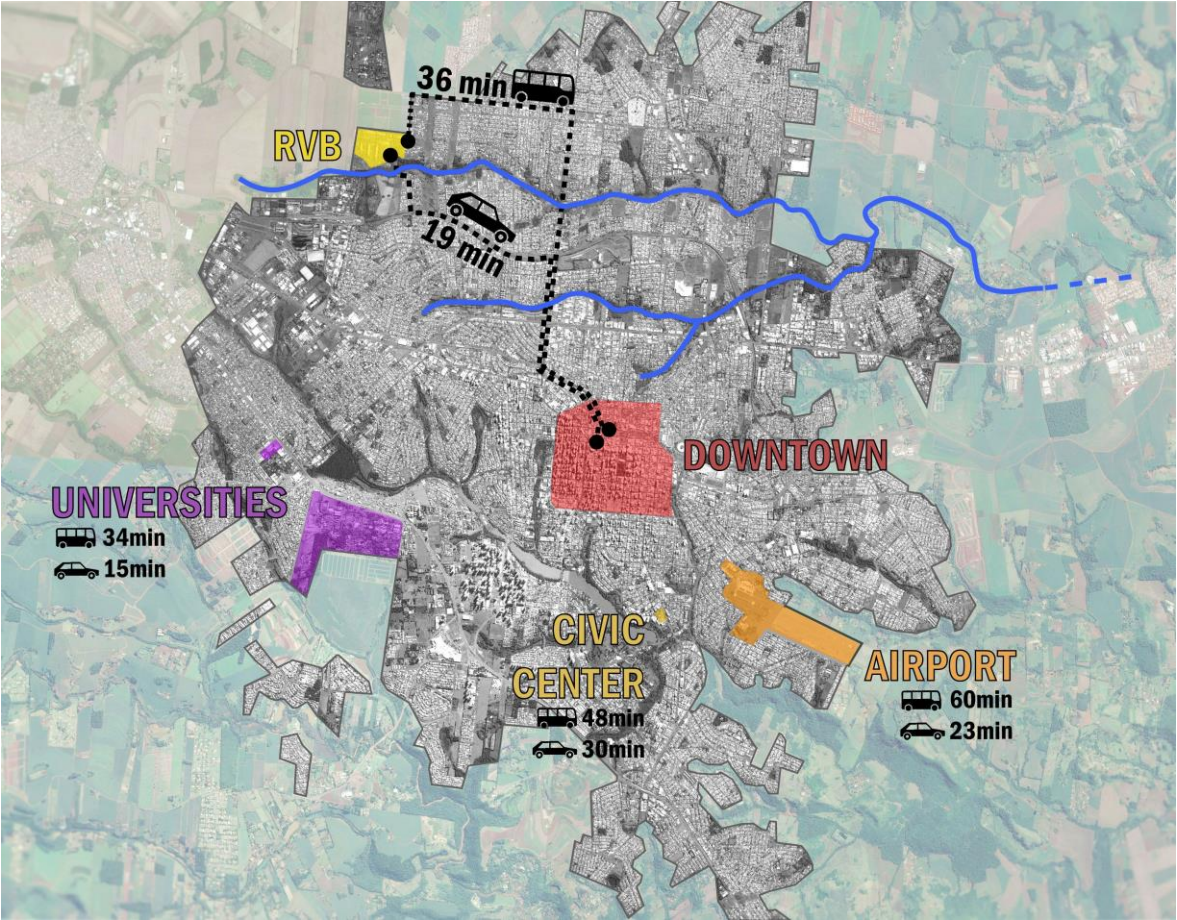 36 min
RVB
19 min
DOWNTOWN
UNIVERSITIES
34min
15min
CIVIC
CENTER
48min
30min
AIRPORT
60min
23min